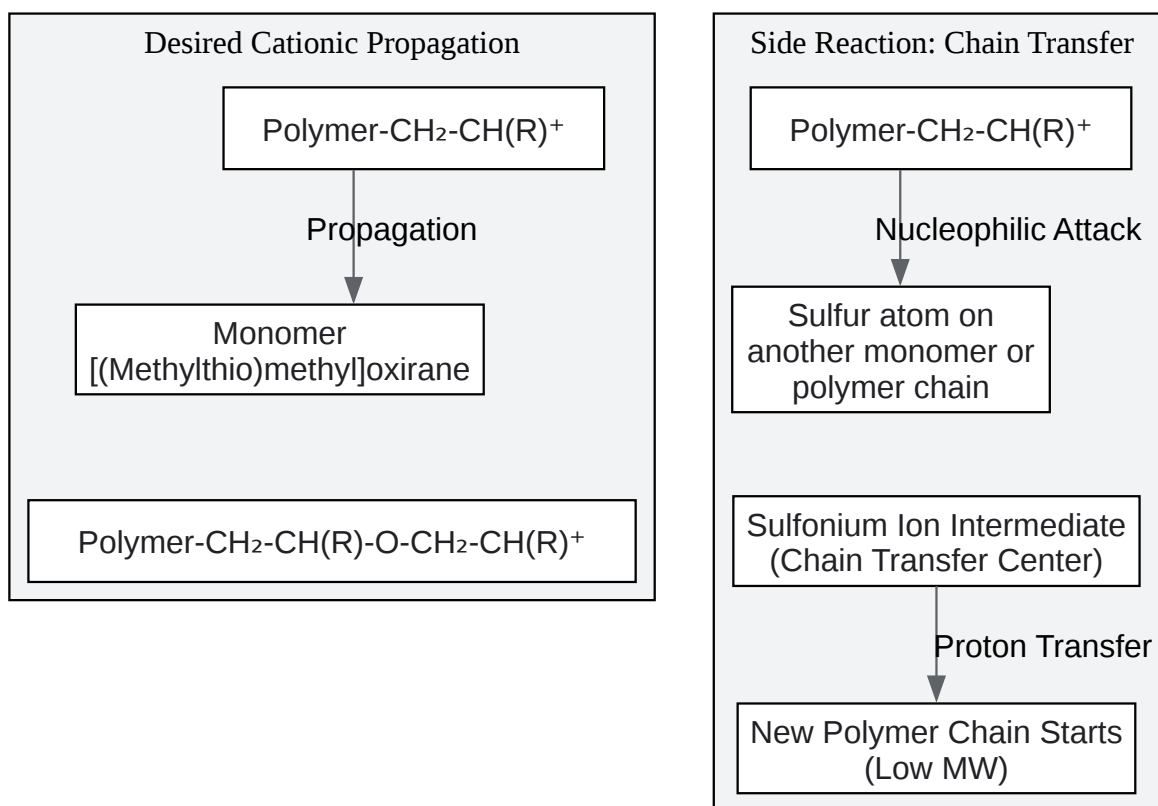 Desired Cationic Propagation
Polymer-CH₂-CH(R)⁺
Propagation
Monomer
[(Methylthio)methyl]oxirane
Polymer-CH₂-CH(R)-O-CH₂-CH(R)⁺
Side Reaction: Chain Transfer
Polymer-CH₂-CH(R)⁺
Nucleophilic Attack
Sulfur atom on
another monomer or
polymer chain
Sulfonium Ion Intermediate
(Chain Transfer Center)
Proton Transfer
New Polymer Chain Starts
(Low MW)